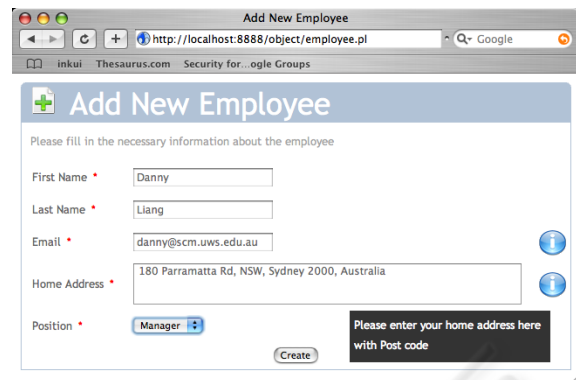 Add New Employee
http://localhost:8888/object/employee.pl
Google
inkui Thesaurus.com Security for...ogle Groups
Add New Employee
Please fill in the necessary information about the employee
First Name * Danny
Last Name * Liang
Email * danny@scm.uws.edu.au
Home Address * 180 Parramatta Rd, NSW, Sydney 2000, Australia
Position * Manager
Please enter your home address here
with Post code
Create